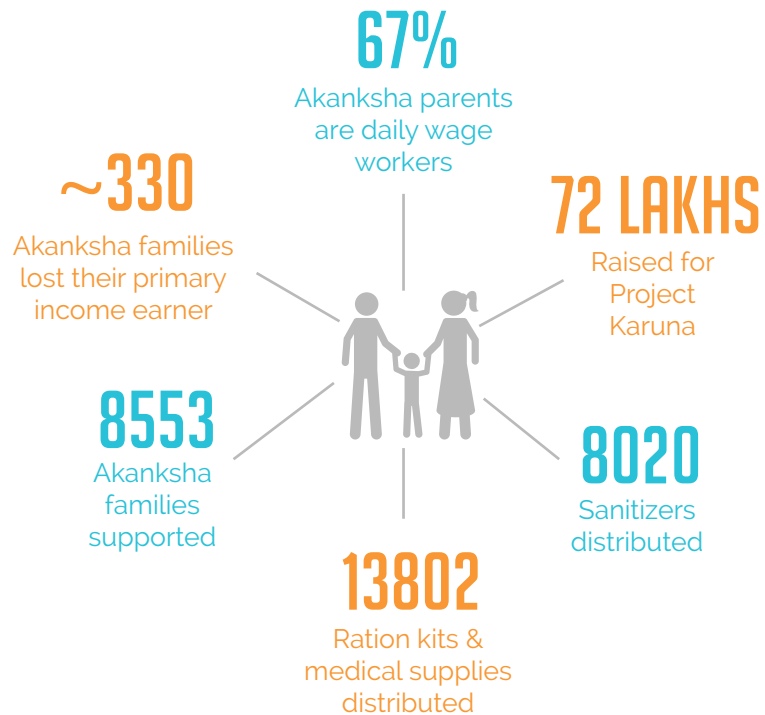 67%
Akanksha parents
are daily wage
workers
~330
Akanksha families
lost their primary
income earner
72 LAKHS
Raised for
Project
Karuna
8553
Akanksha
families
supported
8020
Sanitizers
distributed
13802
Ration kits &
medical supplies
distributed